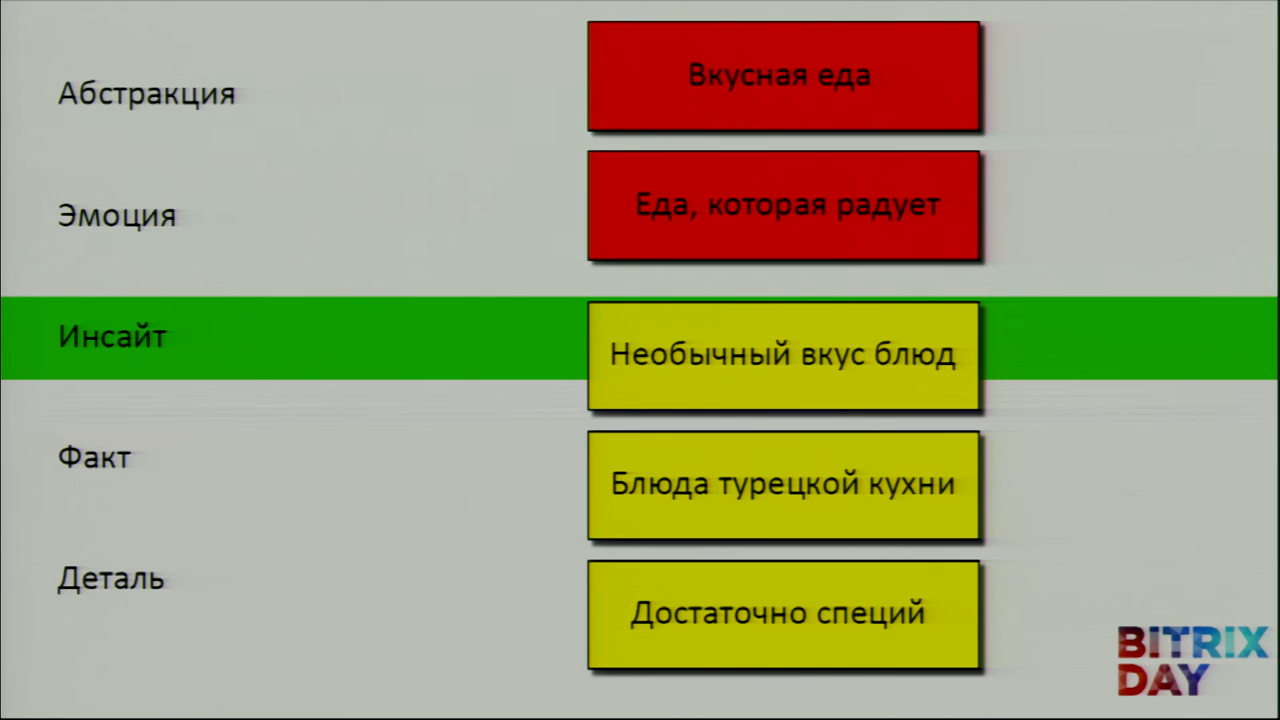 Абстракция
Вкусная еда
Эмоция
Еда, которая радует
Инсайт
Необычный вкус блюд
Факт
Блюда турецкой кухни
Деталь
Достаточно специй
BITRIX
DAY